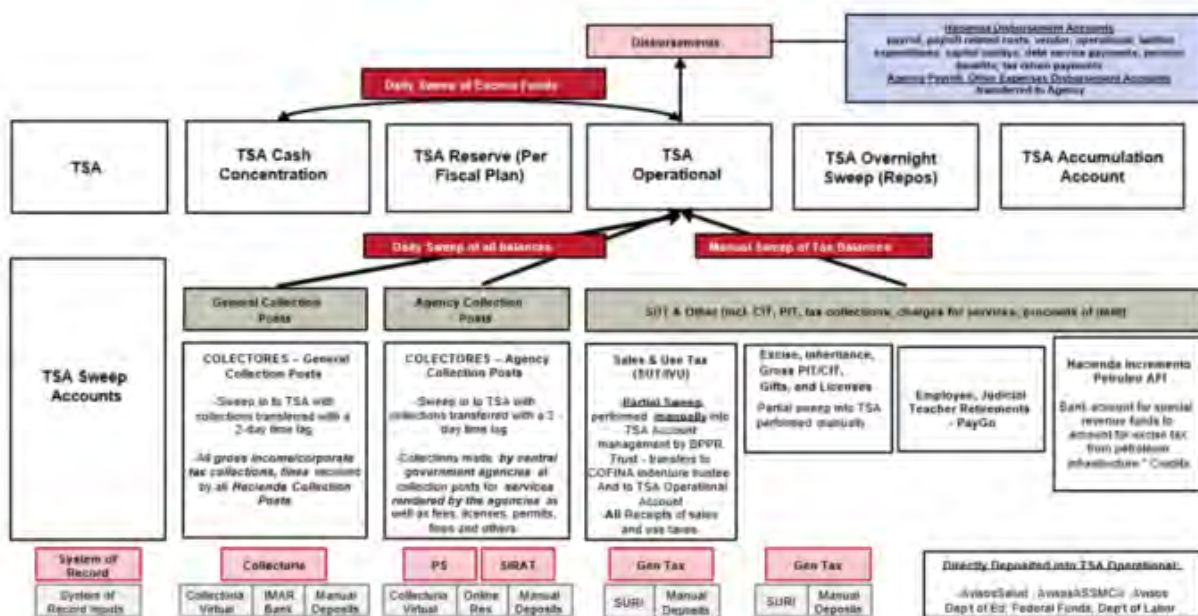 Disbursements
Hacienda Disbursement Accounts
payroll, payroll related costs, vendor, operational,
expenditures, capital outlays, debt service payments, pension
benefits, tax return payments
Agency Payroll, Other Expenses Disbursement Accounts
transferred to Agency
Daily Sweep of Excess Funds
TSA
TSA Cash
Concentration
TSA Reserve (Per
Fiscal Plan)
TSA
Operational
TSA Overnight
Sweep (Repos)
TSA Accumulation
Account
Daily Sweep of all balances
Manual Sweep of Tax Balances
TSA Sweep
Accounts
General Collection
Posts
Agency Collection
Posts
SUT & Other (incl. CIT, PIT, tax collections, charges for services, proceeds of
COLECTORES – General
Collection Posts
-Sweep in to TSA with
collections transferred with a
2-day time lag
-All gross income/corporate
tax collections, fines received
by all Hacienda Collection
Posts
COLECTORES – Agency
Collection Posts
-Sweep in to TSA with
collections transferred with a 2-
day time lag
-Collections made by central
government agencies at
collection posts for services
rendered by the agencies as
well as fees, licenses, permits,
fines and others
Sales & Use Tax
(SUT/IVU)
-Partial Sweep
performed manually into
TSA Account
management by BPPR
Trust - transfers to
COFINA indenture trustee
And to TSA Operational
Account
-All Receipts of sales
and use taxes
Excise, Inheritance,
Gross PIT/CIT,
Gifts, and Licenses
-Partial sweep into TSA
performed manually
Employee, Judicial
Teacher Retirements
- PayGo
Hacienda Incremento
Petroleo API
Bank account for special
revenue funds to
account for excise tax
from petroleum
infrastructure Credits
System of
Record
Colecturia
PS
SIRAT
Gen Tax
Gen Tax
System of
Record Inputs
Colecturia
Virtual
IMAR
Bank
Manual
Deposits
Colecturia
Virtual
Online
Res
Manual
Deposits
SURI
Manual
Deposits
SURI
Manual
Deposits
Directly Deposited into TSA Operational:
-AvisosSalud, AvisosASSMCa, Avisos
Dept of Ed, Federal Funds, Dept of Labor